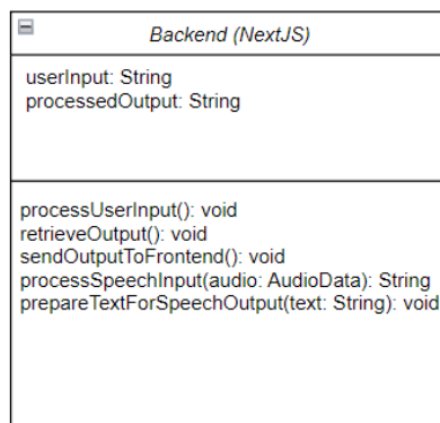 Backend (NextJS)
userInput: String
processedOutput: String
processUserInput(): void
retrieveOutput(): void
sendOutputToFrontend(): void
processSpeechInput(audio: AudioData): String
prepareTextForSpeechOutput(text: String): void